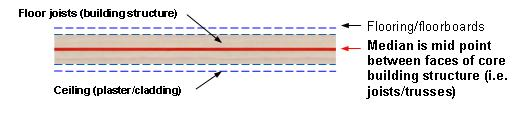 Floor joists (building structure)
Flooring/floorboards
Median is mid point
between faces of core
building structure (i.e.
joists/trusses)
Ceiling (plaster/cladding)